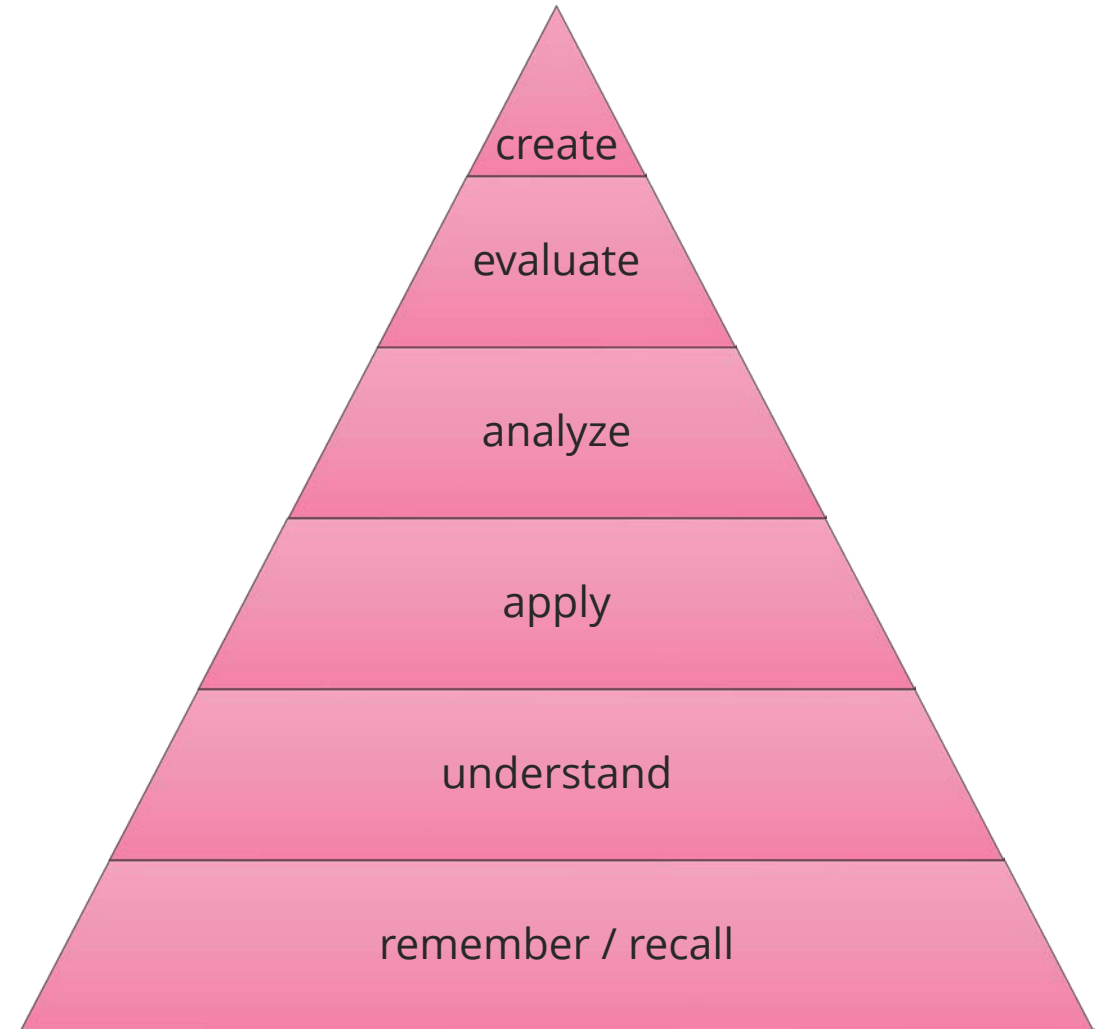 create
evaluate
analyze
apply
understand
remember / recall